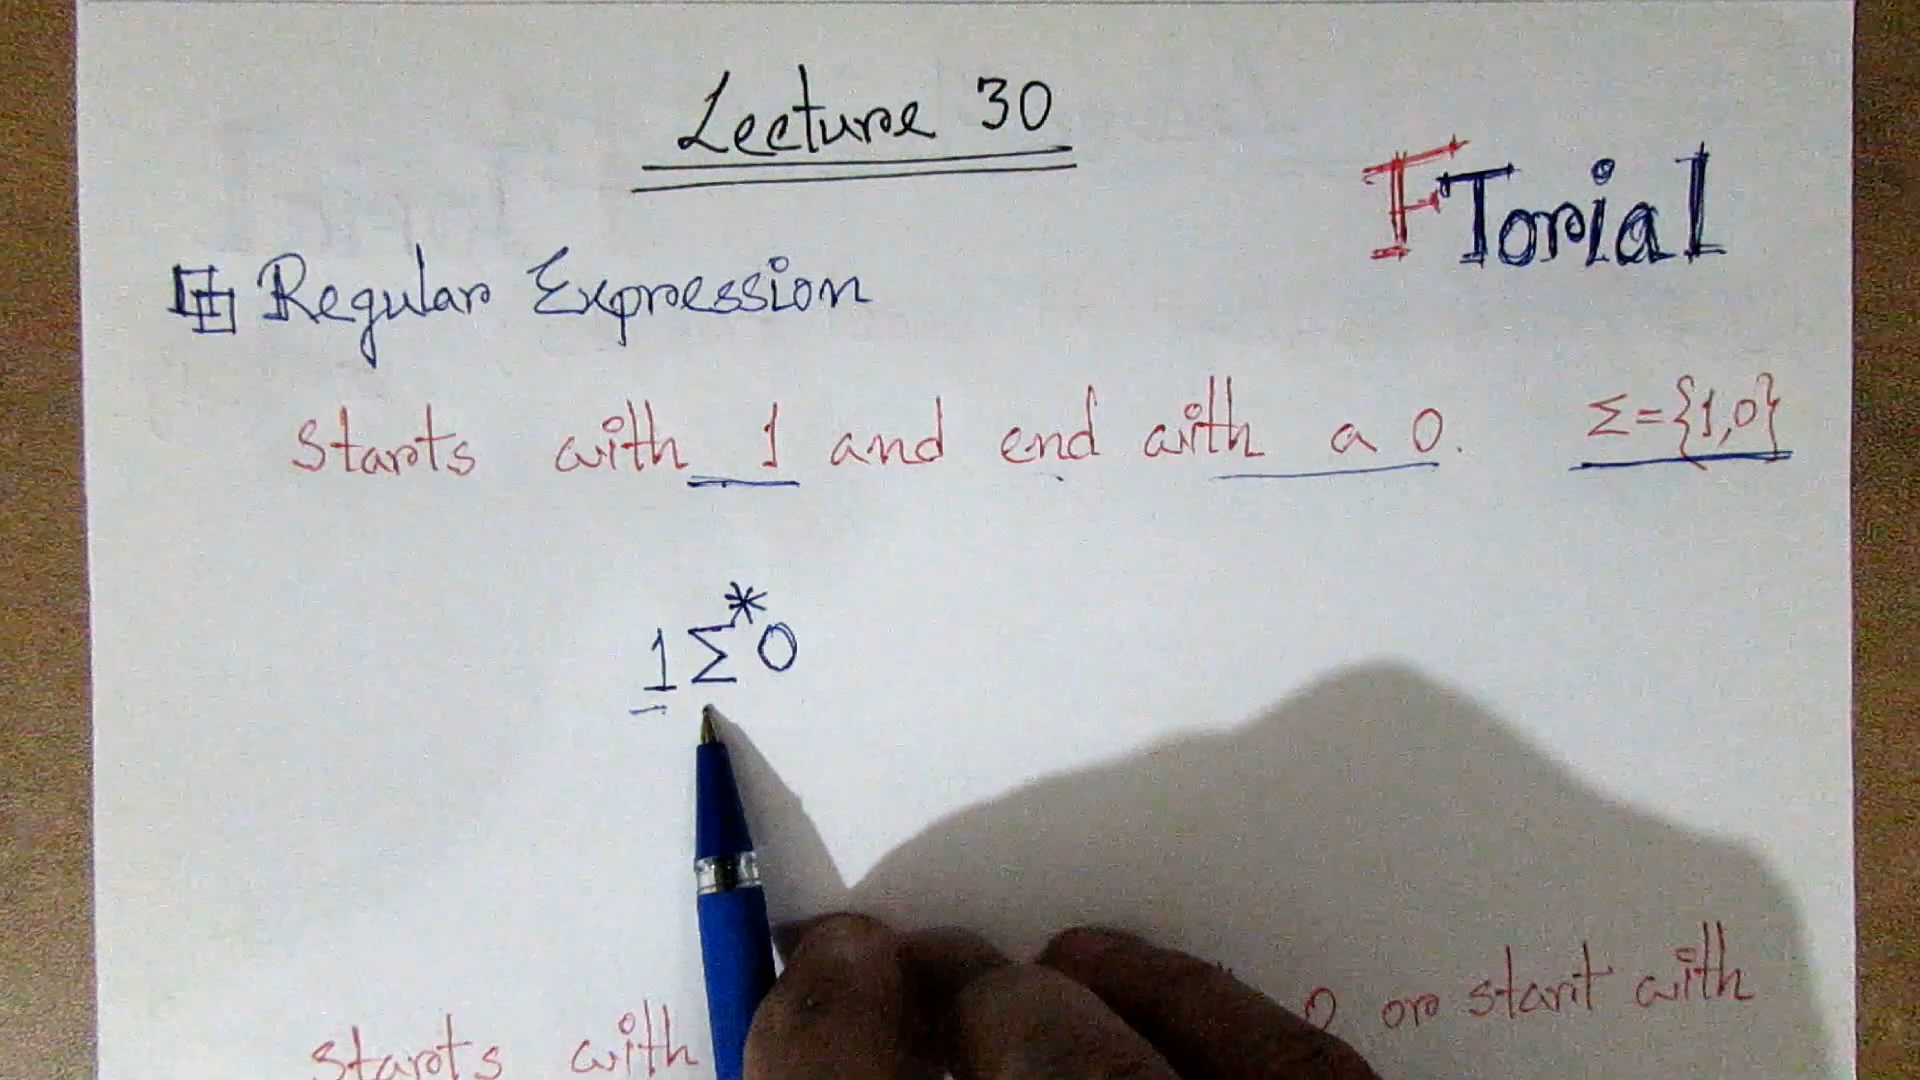 Lecture 30
FTorial
Regular Expression
Starts with 1 and end with a 0. Σ={1,0}
1Σ*0
starts with 0 or start with